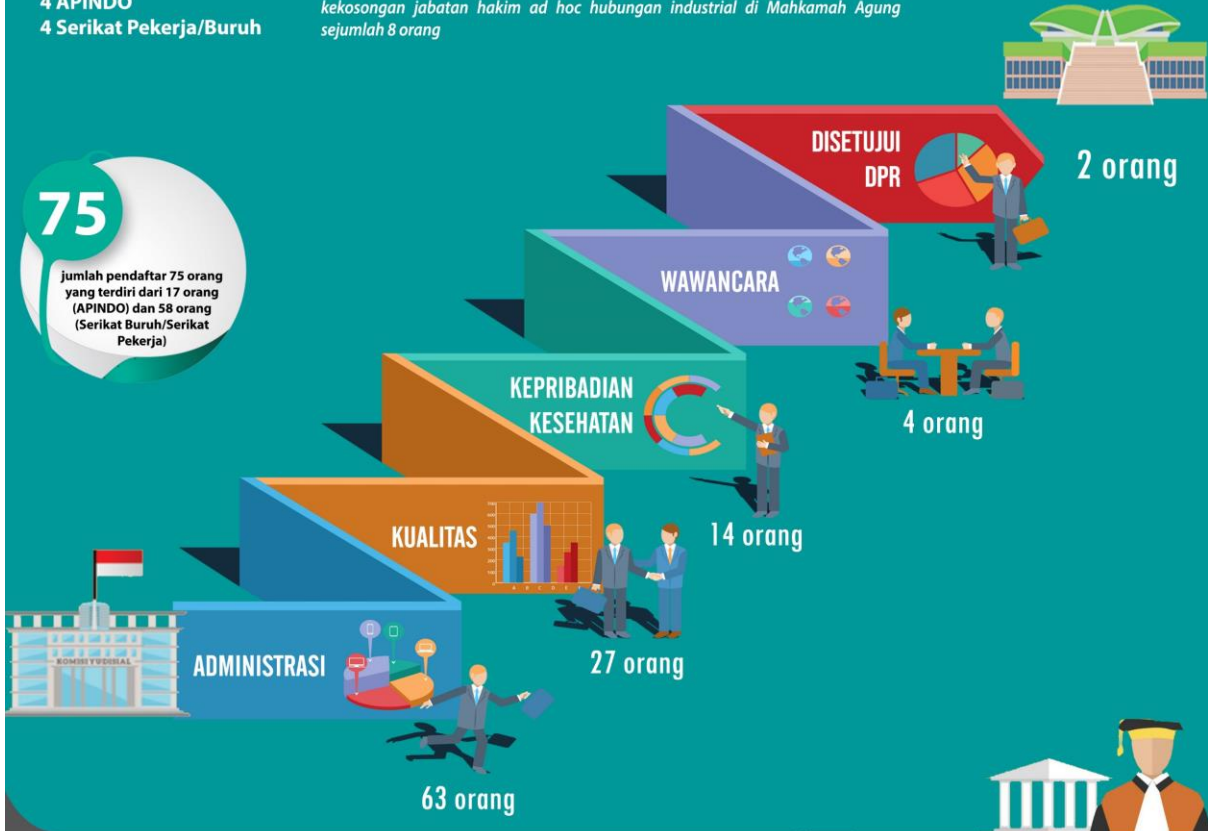 4 APINDO
4 Serikat Pekerja/Buruh
kekosongan jabatan hakim ad hoc hubungan industrial di Mahkamah Agung
sejumlah 8 orang
DISETUJUI
DPR
2 orang
75
jumlah pendaftar 75 orang
yang terdiri dari 17 orang
(APINDO) dan 58 orang
(Serikat Buruh/Serikat
Pekerja)
WAWANCARA
4 orang
KEPRIBADIAN
KESEHATAN
14 orang
KUALITAS
27 orang
KOMISI YUDISIAL
ADMINISTRASI
63 orang